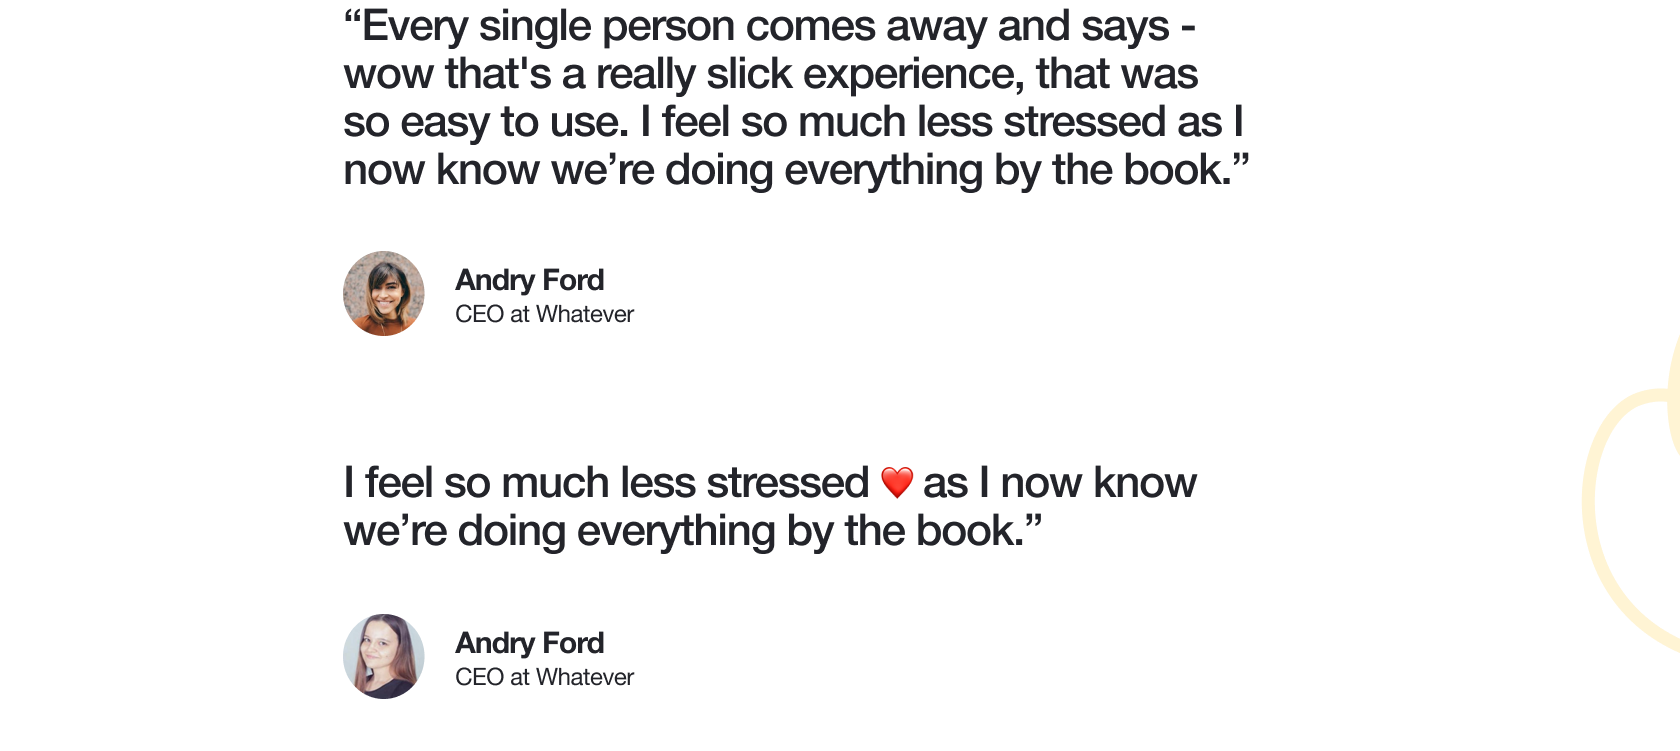 “Every single person comes away and says -
wow that's a really slick experience, that was
so easy to use. I feel so much less stressed as I
now know we’re doing everything by the book.”
Andry Ford
CEO at Whatever
I feel so much less stressed ❤️ as I now know
we’re doing everything by the book.”
Andry Ford
CEO at Whatever